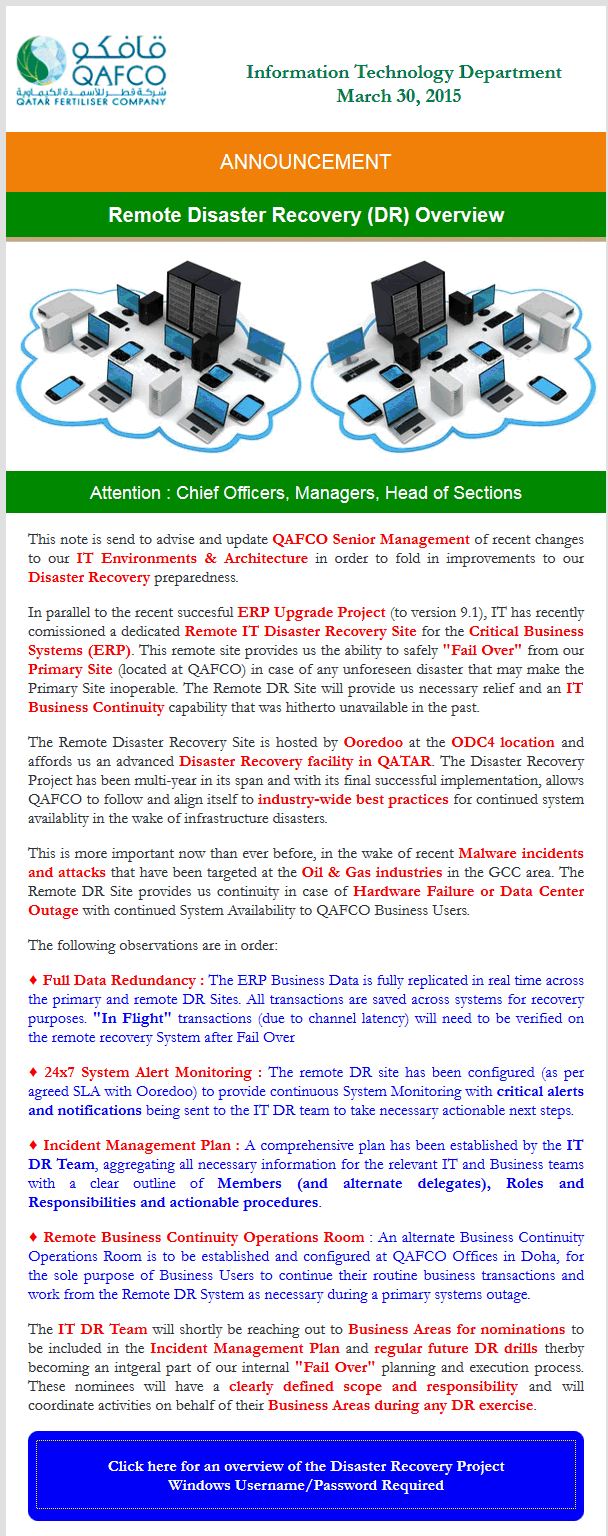 قافكو
QAFCO
شركة قطر للأسمدة الكيماوية
QATAR FERTILISER COMPANY
Information Technology Department
March 30, 2015
ANNOUNCEMENT
Remote Disaster Recovery (DR) Overview
Attention : Chief Officers, Managers, Head of Sections
This note is send to advise and update QAFCO Senior Management of recent changes
to our IT Environments & Architecture in order to fold in improvements to our
Disaster Recovery preparedness.
In parallel to the recent succesful ERP Upgrade Project (to version 9.1), IT has recently
comissioned a dedicated Remote IT Disaster Recovery Site for the Critical Business
Systems (ERP). This remote site provides us the ability to safely "Fail Over" from our
Primary Site (located at QAFCO) in case of any unforeseen disaster that may make the
Primary Site inoperable. The Remote DR Site will provide us necessary relief and an IT
Business Continuity capability that was hitherto unavailable in the past.
The Remote Disaster Recovery Site is hosted by Ooredoo at the ODC4 location and
affords us an advanced Disaster Recovery facility in QATAR. The Disaster Recovery
Project has been multi-year in its span and with its final successful implementation, allows
QAFCO to follow and align itself to industry-wide best practices for continued system
availablity in the wake of infrastructure disasters.
This is more important now than ever before, in the wake of recent Malware incidents
and attacks that have been targeted at the Oil & Gas industries in the GCC area. The
Remote DR Site provides us continuity in case of Hardware Failure or Data Center
Outage with continued System Availability to QAFCO Business Users.
The following observations are in order:
♦ Full Data Redundancy : The ERP Business Data is fully replicated in real time across
the primary and remote DR Sites. All transactions are saved across systems for recovery
purposes. "In Flight" transactions (due to channel latency) will need to be verified on
the remote recovery System after Fail Over
♦ 24x7 System Alert Monitoring : The remote DR site has been configured (as per
agreed SLA with Ooredoo) to provide continuous System Monitoring with critical alerts
and notifications being sent to the IT DR team to take necessary actionable next steps.
♦ Incident Management Plan : A comprehensive plan has been established by the IT
DR Team, aggregating all necessary information for the relevant IT and Business teams
with a clear outline of Members (and alternate delegates), Roles and
Responsibilities and actionable procedures.
♦ Remote Business Continuity Operations Room : An alternate Business Continuity
Operations Room is to be established and configured at QAFCO Offices in Doha, for
the sole purpose of Business Users to continue their routine business transactions and
work from the Remote DR System as necessary during a primary systems outage.
The IT DR Team will shortly be reaching out to Business Areas for nominations to
be included in the Incident Management Plan and regular future DR drills therby
becoming an intgeral part of our internal "Fail Over" planning and execution process.
These nominees will have a clearly defined scope and responsibility and will
coordinate activities on behalf of their Business Areas during any DR exercise.
Click here for an overview of the Disaster Recovery Project
Windows Username/Password Required